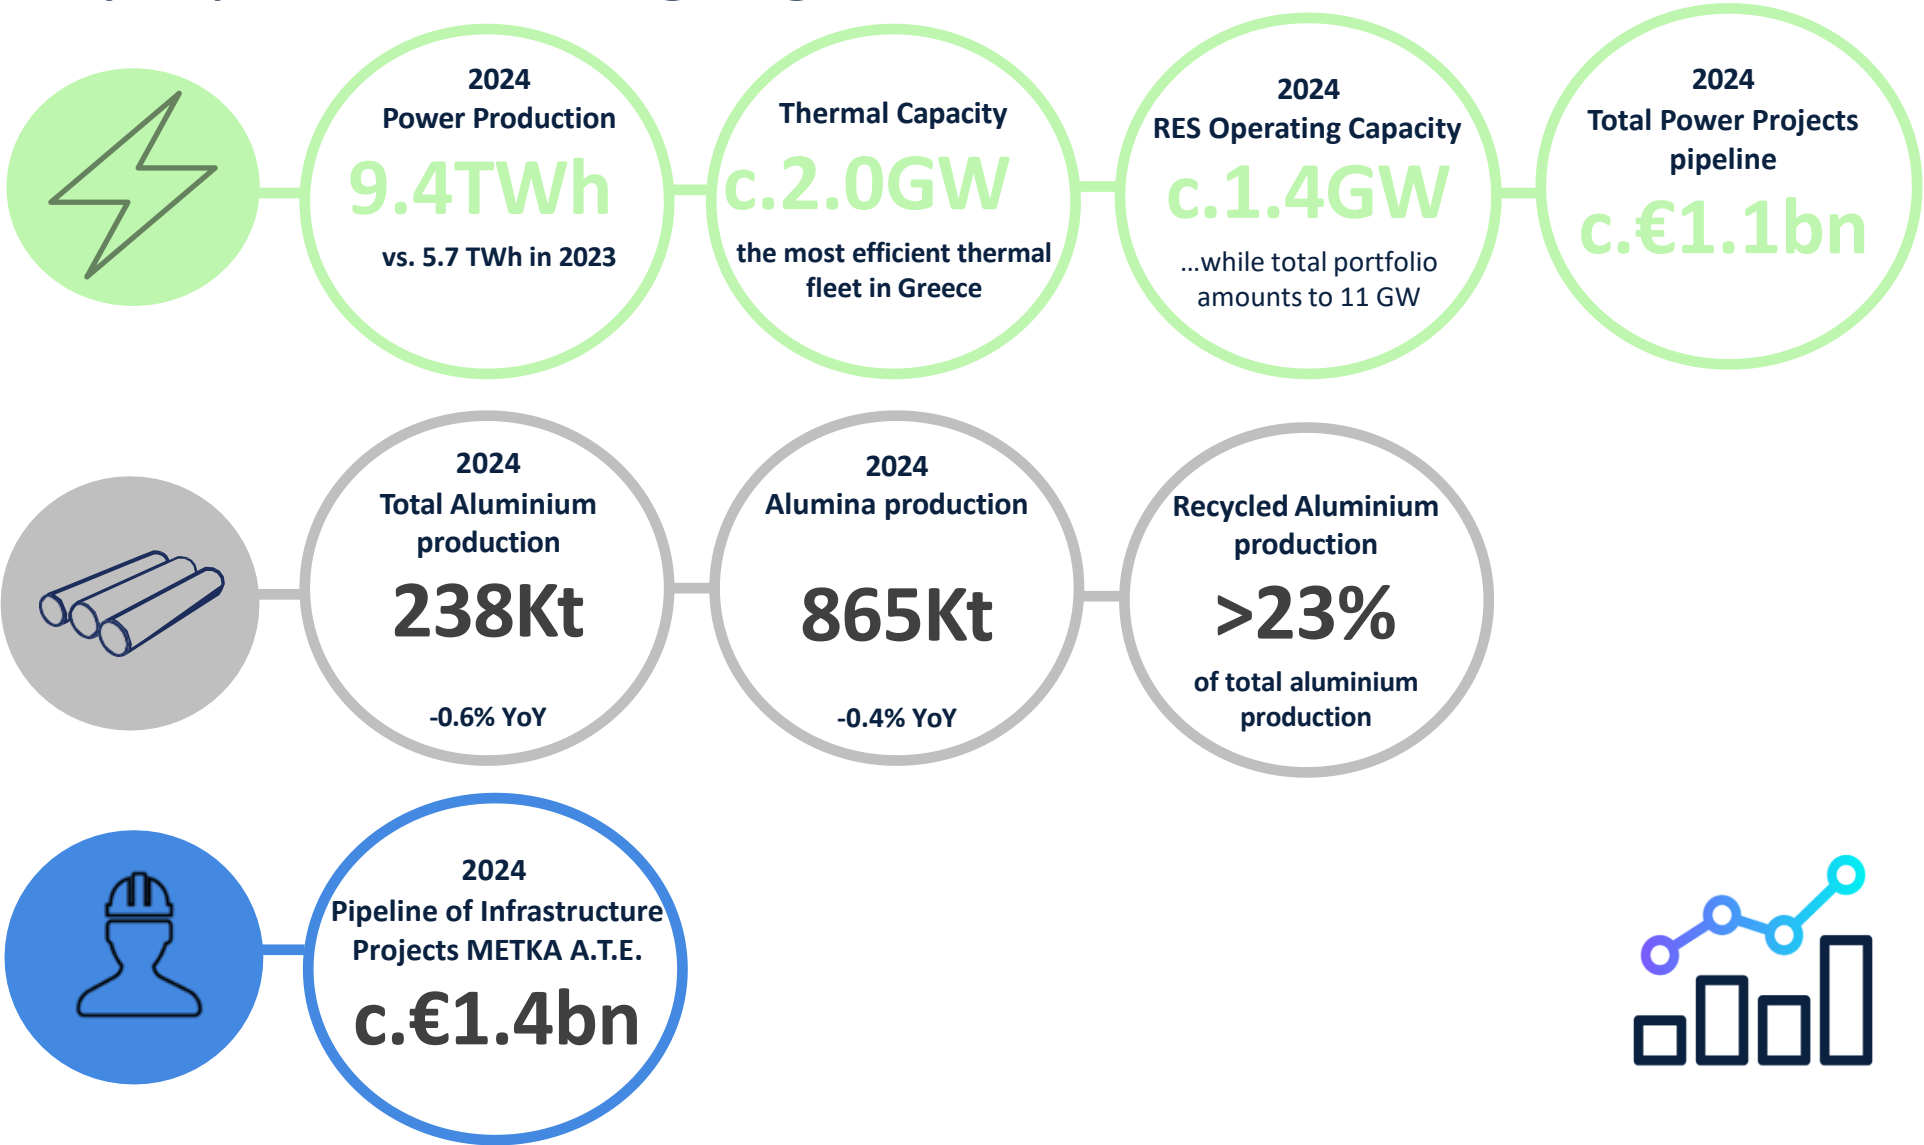 2024
Power Production
9.4TWh
vs. 5.7 TWh in 2023
Thermal Capacity
c.2.0GW
the most efficient thermal
fleet in Greece
2024
RES Operating Capacity
c.1.4GW
...while total portfolio
amounts to 11 GW
2024
Total Power Projects
pipeline
c.€1.1bn
2024
Total Aluminium
production
238Kt
-0.6% YoY
2024
Alumina production
865Kt
-0.4% YoY
Recycled Aluminium
production
>23%
of total aluminium
production
2024
Pipeline of Infrastructure
Projects METKA A.T.E.
c.€1.4bn